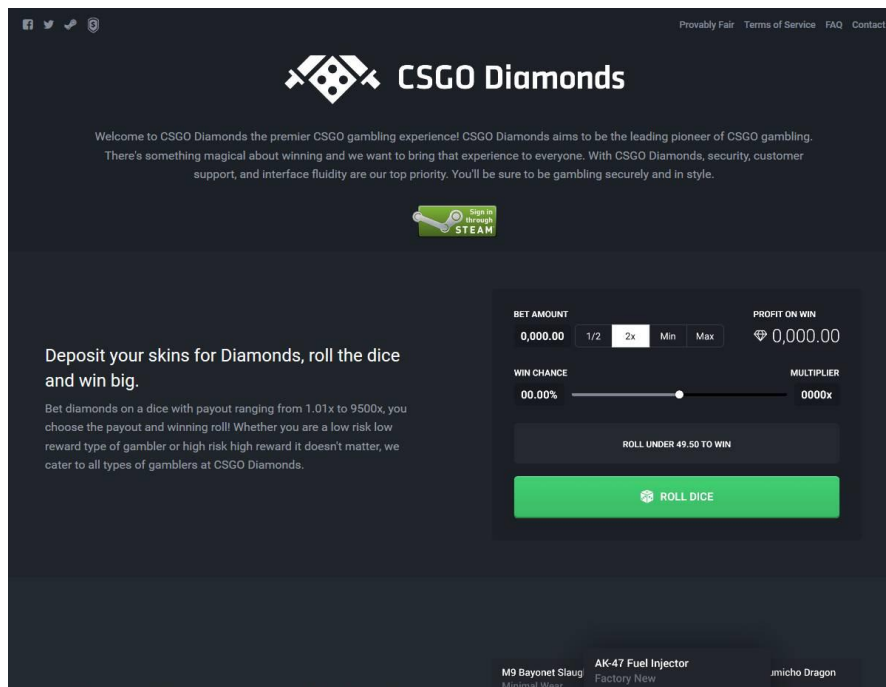 Provably Fair Terms of Service FAQ Contact
CSGO Diamonds
Welcome to CSGO Diamonds the premier CSGO gambling experience! CSGO Diamonds aims to be the leading pioneer of CSGO gambling.
There's something magical about winning and we want to bring that experience to everyone. With CSGO Diamonds, security, customer
support, and interface fluidity are our top priority. You'll be sure to be gambling securely and in style.
Sign in
through
STEAM
Deposit your skins for Diamonds, roll the dice
and win big.
Bet diamonds on a dice with payout ranging from 1.01x to 9500x, you
choose the payout and winning roll! Whether you are a low risk low
reward type of gambler or high risk high reward it doesn't matter, we
cater to all types of gamblers at CSGO Diamonds.
BET AMOUNT PROFIT ON WIN
0,000.00 1/2 2x Min Max 0,000.00
WIN CHANCE MULTIPLIER
00.00% 0000x
ROLL UNDER 49.50 TO WIN
ROLL DICE
M9 Bayonet Slaug
Minimal Wear
AK-47 Fuel Injector
Factory New
umicho Dragon